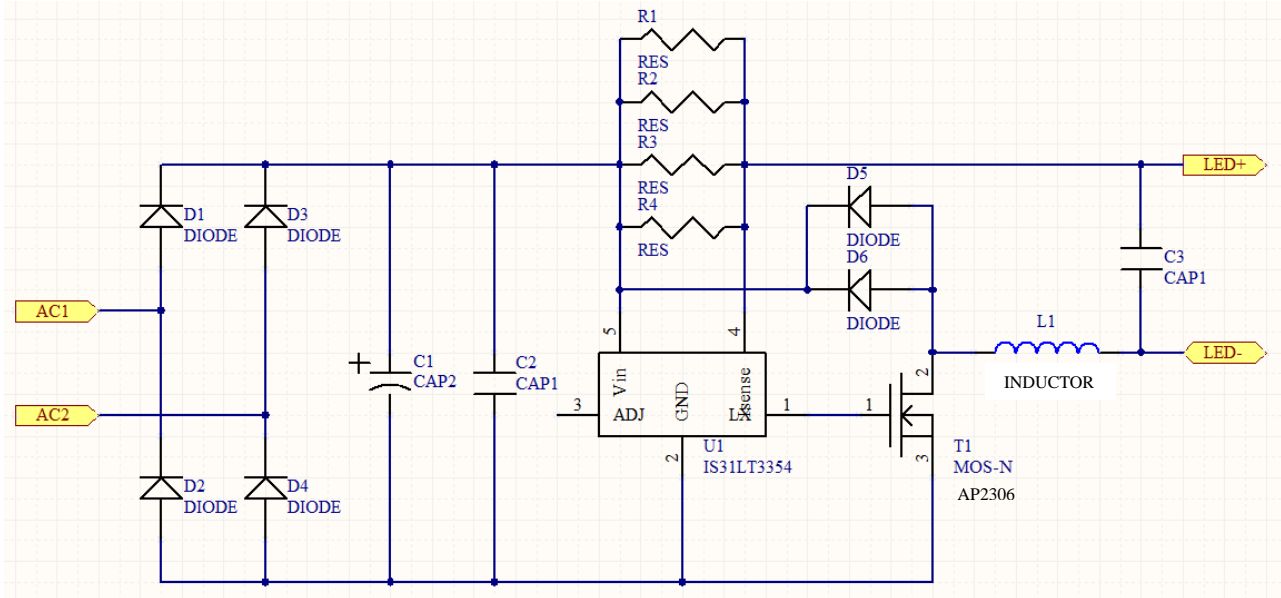 R1
RES
R2
RES
R3
RES
R4
RES
LED+
D5
DIODE
D6
DIODE
D1
DIODE
D3
DIODE
C3
CAP1
AC1
L1
INDUCTOR
LED-
C1
CAP2
C2
CAP1
5
4
Vin
GND
Isense
3
ADJ
LX
1
2
U1
IS31LT3354
AC2
1
2
3
T1
MOS-N
AP2306
D2
DIODE
D4
DIODE